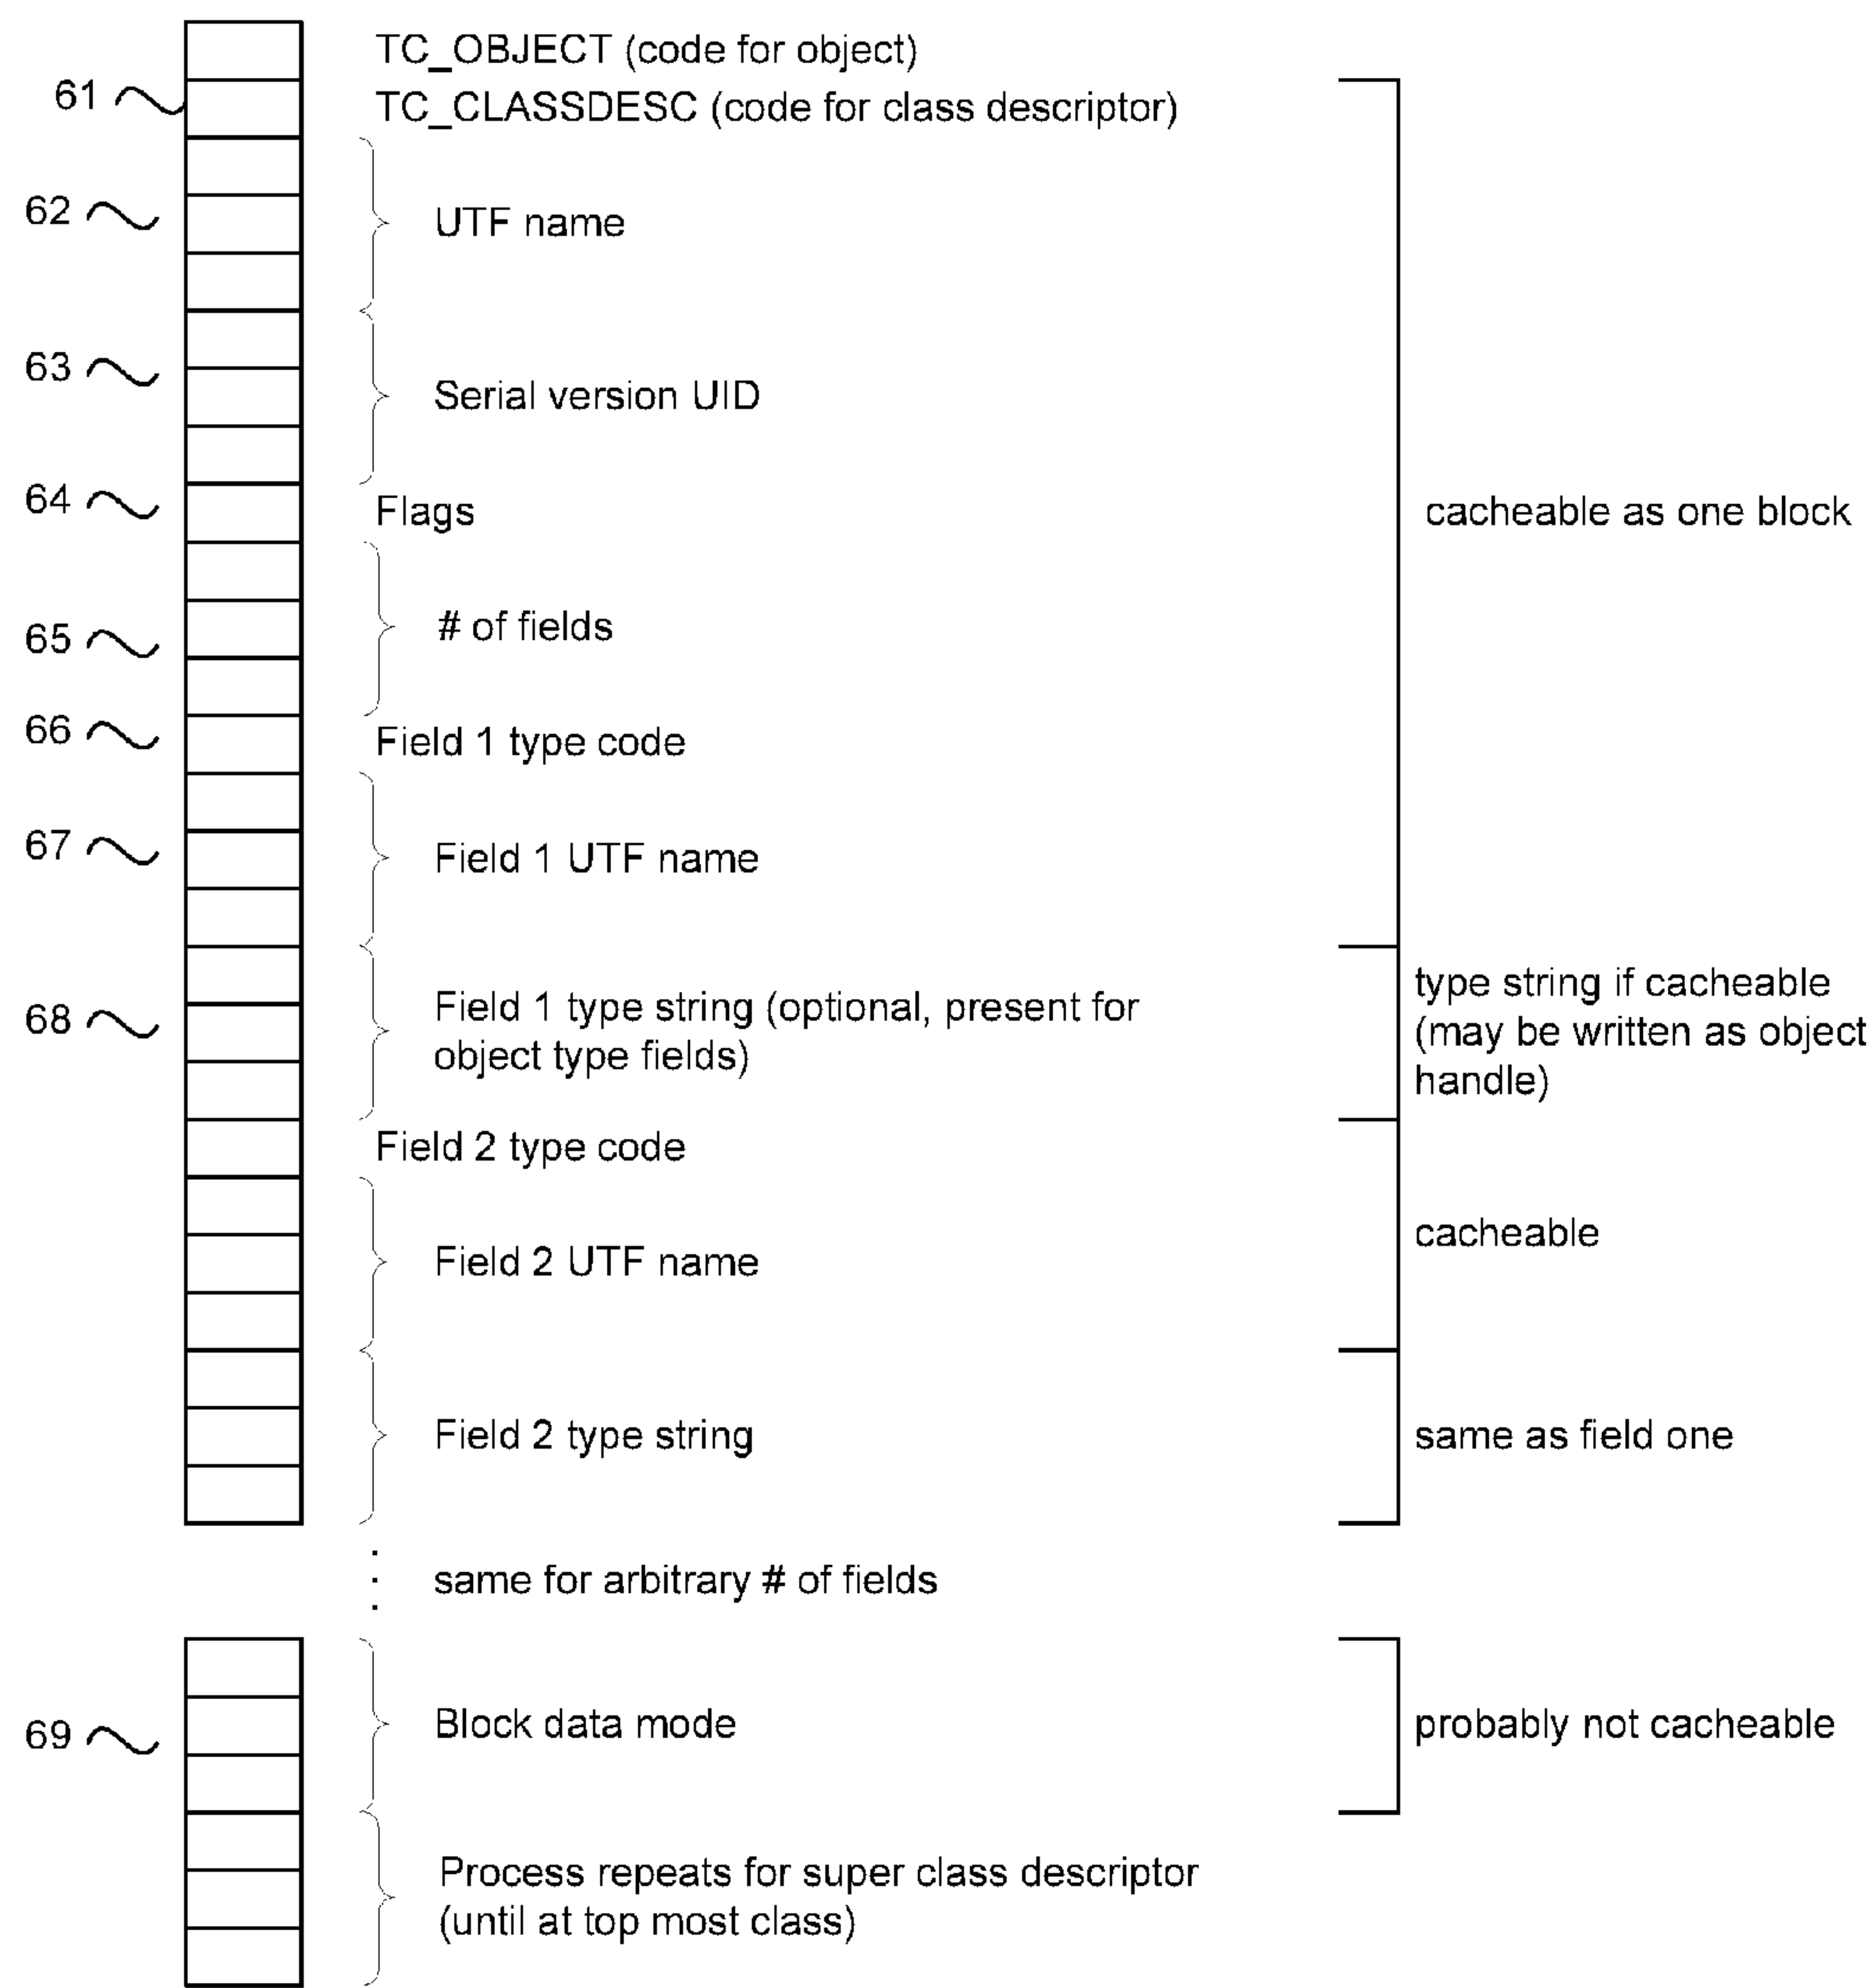 TC_OBJECT (code for object)
61
TC_CLASSDESC (code for class descriptor)
62
UTF name
63
Serial version UID
64
Flags
cacheable as one block
65
# of fields
66
Field 1 type code
67
Field 1 UTF name
68
Field 1 type string (optional, present for
object type fields)
type string if cacheable
(may be written as object
handle)
Field 2 type code
Field 2 UTF name
cacheable
Field 2 type string
same as field one
same for arbitrary # of fields
69
Block data mode
probably not cacheable
Process repeats for super class descriptor
(until at top most class)